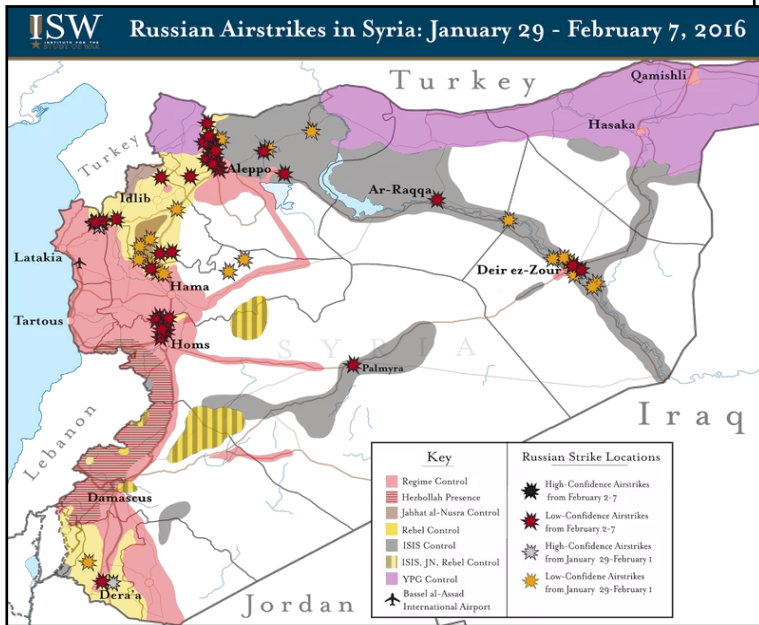 ISW
INSTITUTE FOR THE
STUDY OF WAR
Russian Airstrikes in Syria: January 29 - February 7, 2016
Turkey
Qamishli
Hasaka
Turkey
Aleppo
Idlib
Ar-Raqqa
Latakia
Deir ez-Zour
Hama
Tartous
Homs
SYRIA
Palmyra
Iraq
Lebanon
Damascus
Dera'a
Jordan
Key
Regime Control
Hezbollah Presence
Jabhat al-Nusra Control
Rebel Control
ISIS Control
ISIS, JN, Rebel Control
YPG Control
Bassel al-Assad
International Airport
Russian Strike Locations
High-Confidence Airstrikes
from February 2-7
Low-Confidence Airstrikes
from February 2-7
High-Confidence Airstrikes
from January 29-February 1
Low-Confidene Airstrikes
from January 29-February 1